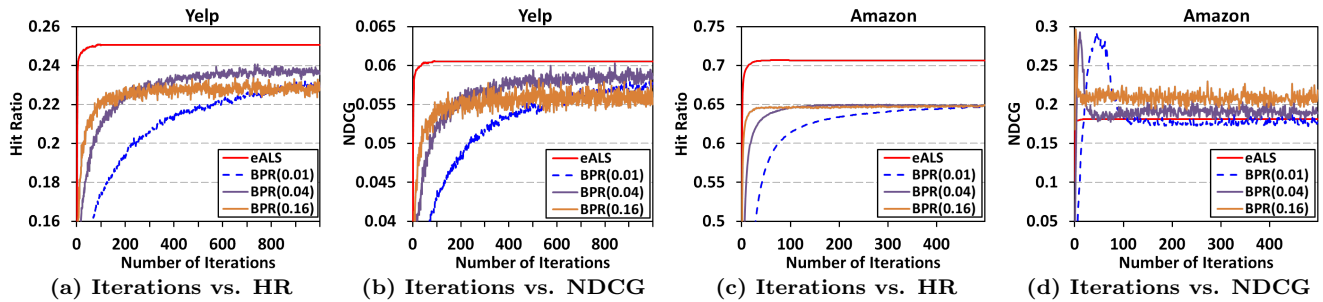 Yelp
0.26
0.24
0.22
0.2
0.18
0.16
Hit Ratio
200 400 600 800
Number of Iterations
eALS
BPR(0.01)
BPR(0.04)
BPR(0.16)
(a) Iterations vs. HR
Yelp
0.065
0.06
0.055
0.05
0.045
0.04
NDCG
0 200 400 600 800
Number of Iterations
eALS
BPR(0.01)
BPR(0.04)
BPR(0.16)
(b) Iterations vs. NDCG
Amazon
0.75
0.7
0.65
0.6
0.55
0.5
Hit Ratio
0 100 200 300 400
Number of Iterations
eALS
BPR(0.01)
BPR(0.04)
BPR(0.16)
(c) Iterations vs. HR
Amazon
0.3
0.25
0.2
0.15
0.1
0.05
NDCG
0 100 200 300 400
Number of Iterations
eALS
BPR(0.01)
BPR(0.04)
BPR(0.16)
(d) Iterations vs. NDCG